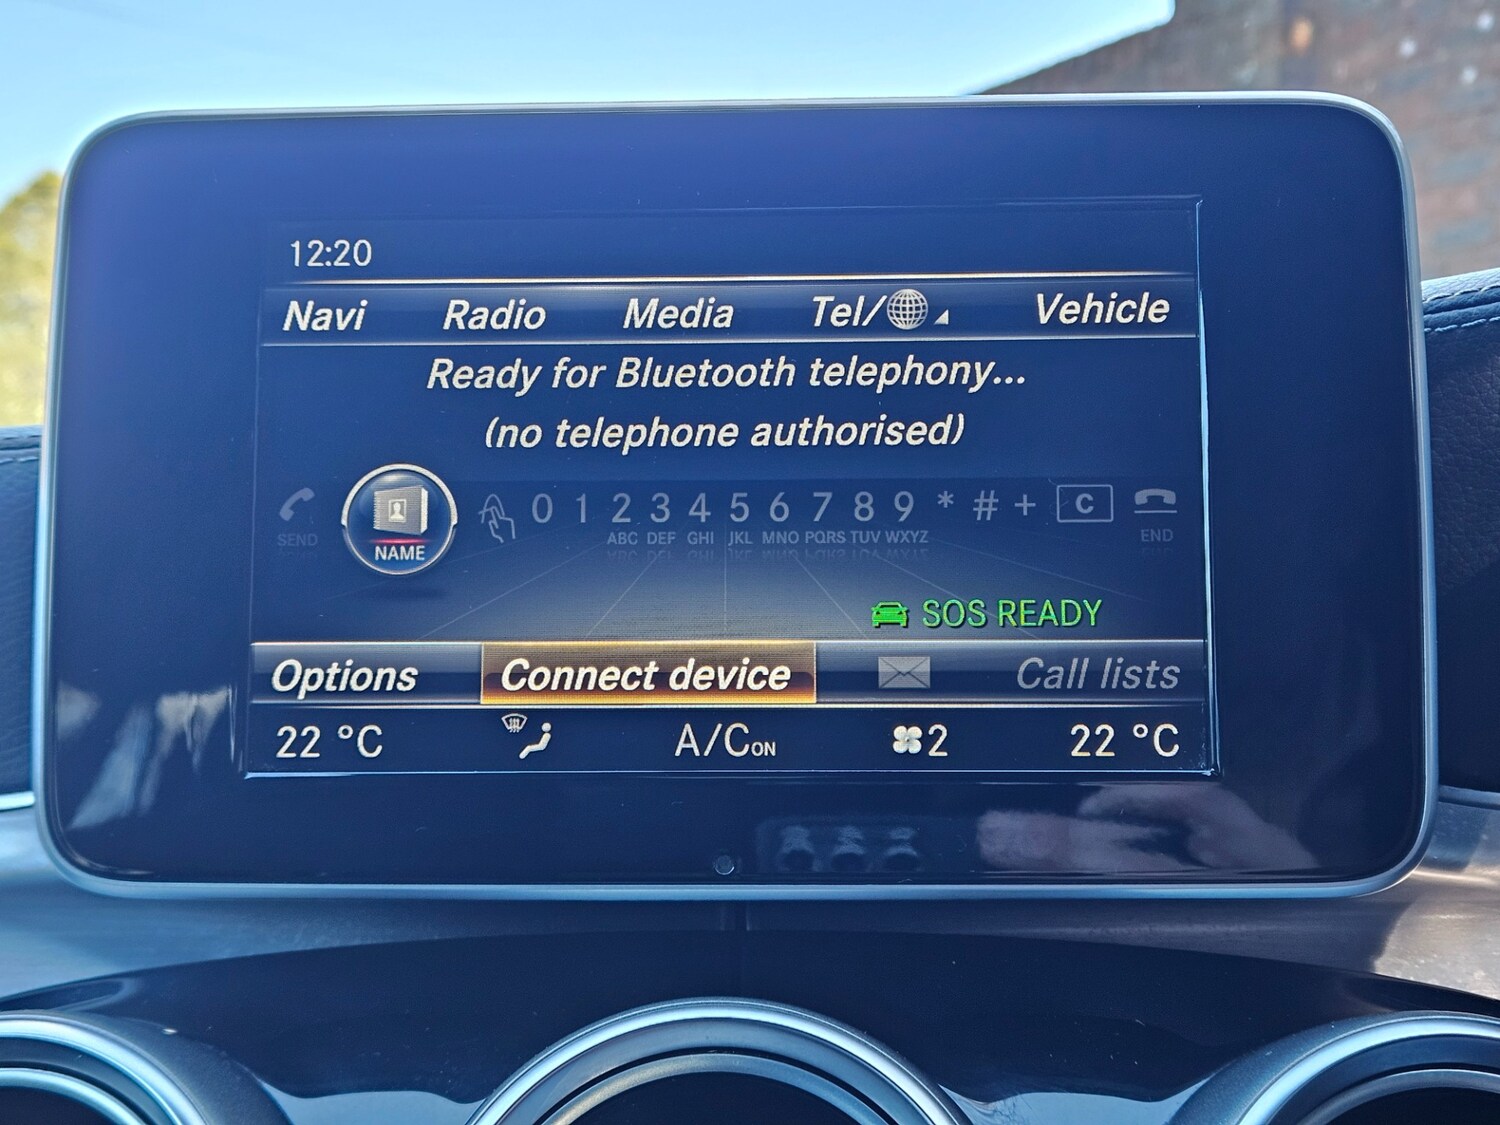 12:20
Navi Radio Media Tel/ Vehicle
Ready for Bluetooth telephony...
(no telephone authorised)
SEND NAME 0 1 2 3 4 5 6 7 8 9 * # + C END
ABC DEF GHI JKL MNO PQRS TUV WXYZ
SOS READY
Options Connect device Call lists
22 °C A/C ON 2 22 °C